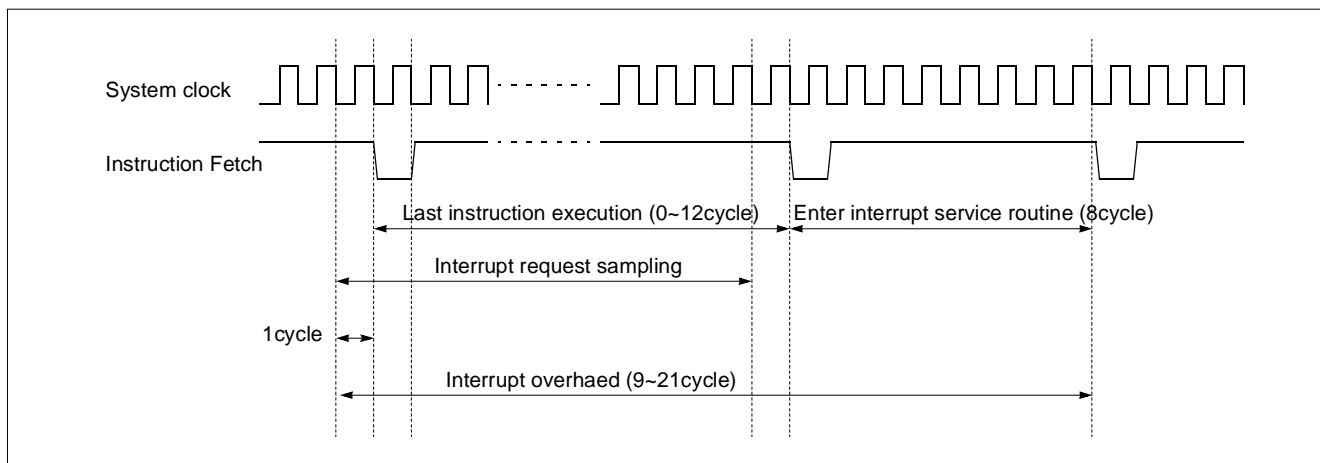 System clock
Instruction Fetch
Last instruction execution (0~12cycle)
Enter interrupt service routine (8cycle)
Interrupt request sampling
1cycle
Interrupt overhaed (9~21cycle)